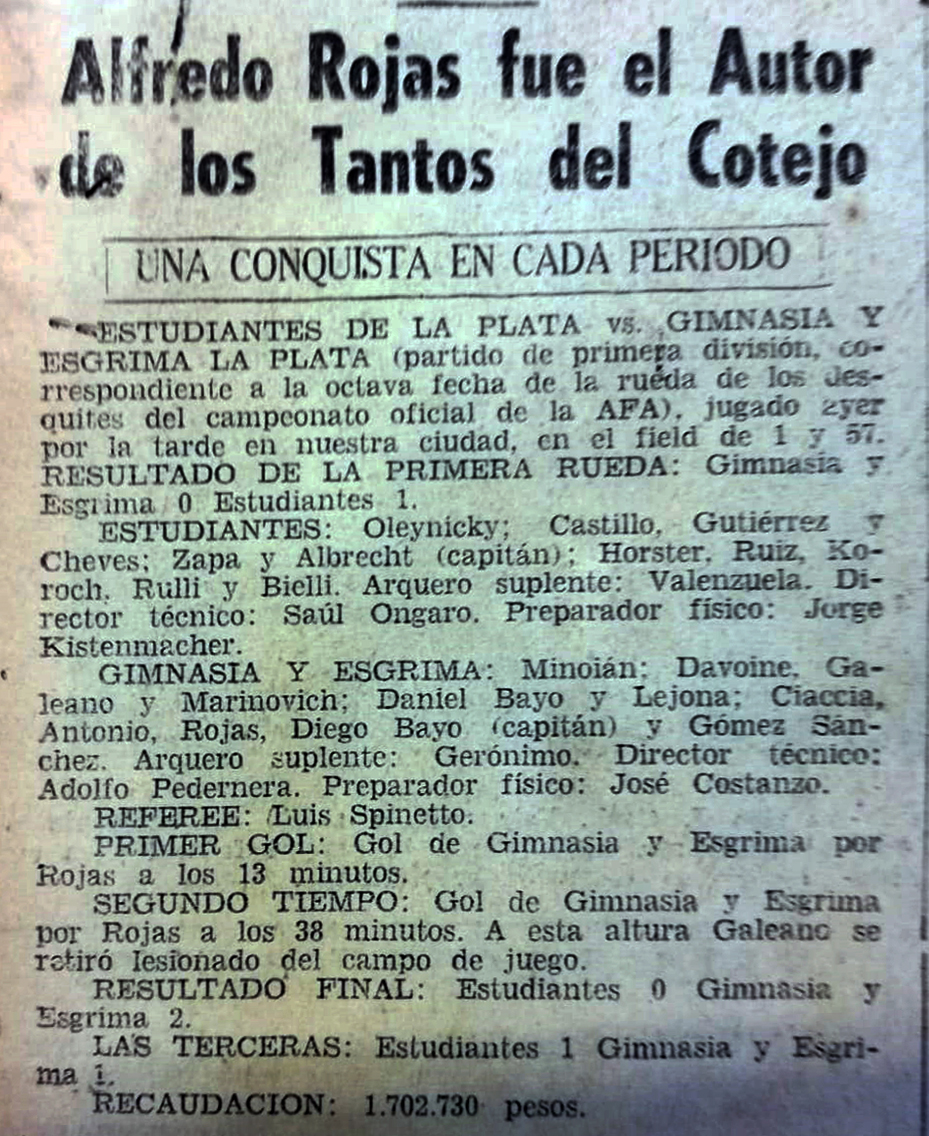 Alfredo Rojas fue el Autor
de los Tantos del Cotejo
UNA CONQUISTA EN CADA PERIODO
ESTUDIANTES DE LA PLATA vs. GIMNASIA Y
ESGRIMA LA PLATA (partido de primera división, co-
rrespondiente a la octava fecha de la rueda de los des-
quites del campeonato oficial de la AFA), jugado ayer
por la tarde en nuestra ciudad, en el field de 1 y 57.
RESULTADO DE LA PRIMERA RUEDA: Gimnasia y
Esgrima 0 Estudiantes 1.
ESTUDIANTES: Oleynicky; Castillo, Gutiérrez y
Cheves; Zapa y Albrecht (capitán); Horster, Ruiz, Ko-
roch, Rulli y Bielli. Arquero suplente: Valenzuela. Di-
rector técnico: Saúl Ongaro. Preparador físico: Jorge
Kistenmacher.
GIMNASIA Y ESGRIMA: Minoián; Davoine, Ga-
leano y Marinovich; Daniel Bayo y Lejona; Ciaccia,
Antonio, Rojas, Diego Bayo (capitán) y Gómez Sán-
chez. Arquero suplente: Gerónimo. Director técnico:
Adolfo Pedernera. Preparador físico: José Costanzo.
REFEREE: Luis Spinetto.
PRIMER GOL: Gol de Gimnasia y Esgrima por
Rojas a los 13 minutos.
SEGUNDO TIEMPO: Gol de Gimnasia y Esgrima
por Rojas a los 38 minutos. A esta altura Galeano se
retiró lesionado del campo de juego.
RESULTADO FINAL: Estudiantes 0 Gimnasia y
Esgrima 2.
LAS TERCERAS: Estudiantes 1 Gimnasia y Esgri-
ma 1.
RECAUDACION: 1.702.730 pesos.